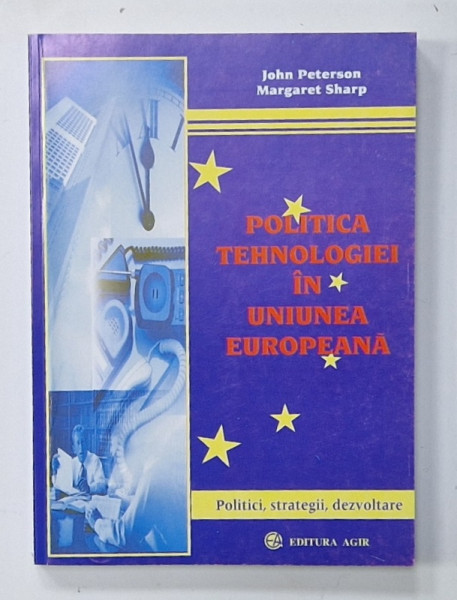 John Peterson
Margaret Sharp
POLITICA
TEHNOLOGIEI
ÎN
UNIUNEA
EUROPEANĂ
Politici, strategii, dezvoltare
EDITURA AGIR